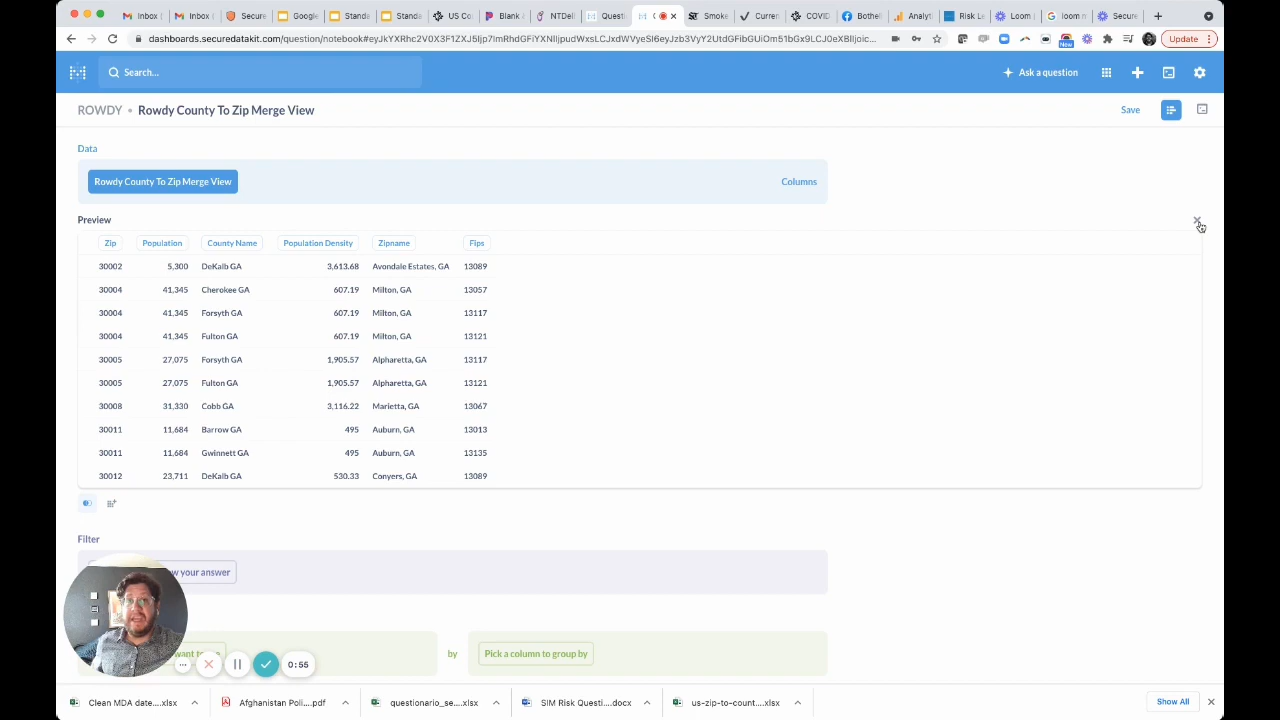 Inbox (
Inbox (
Secure
Google
Standa
Standa
US Co
Blank A
NTDeli
Questi
Smoke
Curren
COVID
Bothell
Analyti
Risk Le
Loom |
loom n
Secure
dashboards.securedatakit.com/question/notebook#eyJkYXRhc2V0X3F1ZXJ5Ijp7ImRhdGFiYXNlIjpudWxsLCJxdWVyeSI6eyJzb3VyY2UtdGFibGUiOm51bGx9LCJ0eXBlIjoic...
New
Update
Search...
Ask a question
ROWDY • Rowdy County To Zip Merge View
Save
Data
Rowdy County To Zip Merge View
Columns
Preview
Zip Population County Name Population Density Zipname Fips
30002 5,300 DeKalb GA 3,613.68 Avondale Estates, GA 13089
30004 41,345 Cherokee GA 607.19 Milton, GA 13057
30004 41,345 Forsyth GA 607.19 Milton, GA 13117
30004 41,345 Fulton GA 607.19 Milton, GA 13121
30005 27,075 Forsyth GA 1,905.57 Alpharetta, GA 13117
30005 27,075 Fulton GA 1,905.57 Alpharetta, GA 13121
30008 31,330 Cobb GA 3,116.22 Marietta, GA 13067
30011 11,684 Barrow GA 495 Auburn, GA 13013
30011 11,684 Gwinnett GA 495 Auburn, GA 13135
30012 23,711 DeKalb GA 530.33 Conyers, GA 13089
Filter
your answer
want
by
Pick a column to group by
0:55
Clean MDA date....xlsx
Afghanistan Poli....pdf
questionario_se....xlsx
SIM Risk Questi....docx
us-zip-to-count....xlsx
Show All